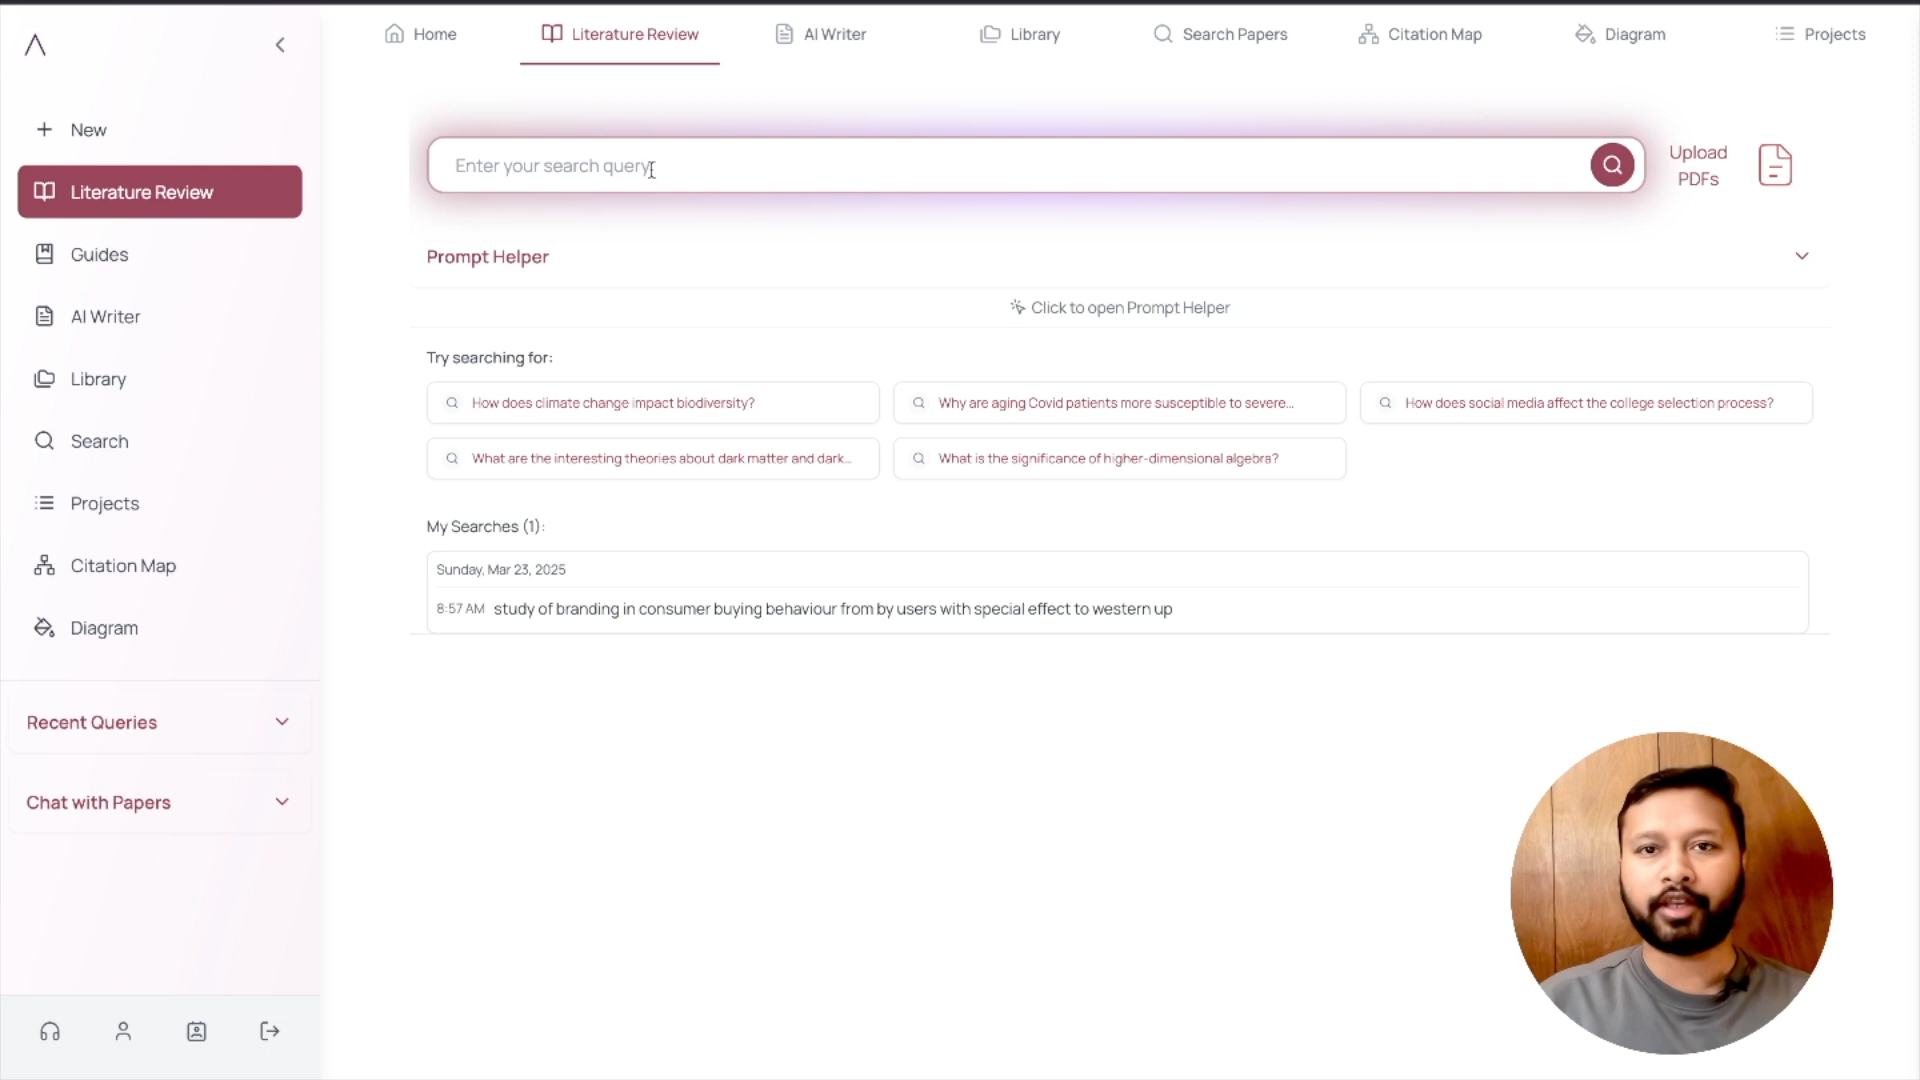 Home
Literature Review
AI Writer
Library
Search Papers
Citation Map
Diagram
Projects
New
Literature Review
Guides
AI Writer
Library
Search
Projects
Citation Map
Diagram
Recent Queries
Chat with Papers
Enter your search query
Upload
PDFs
Prompt Helper
Click to open Prompt Helper
Try searching for:
How does climate change impact biodiversity?
Why are aging Covid patients more susceptible to severe...
How does social media affect the college selection process?
What are the interesting theories about dark matter and dark...
What is the significance of higher-dimensional algebra?
My Searches (1):
Sunday, Mar 23, 2025
8:57 AM study of branding in consumer buying behaviour from by users with special effect to western up